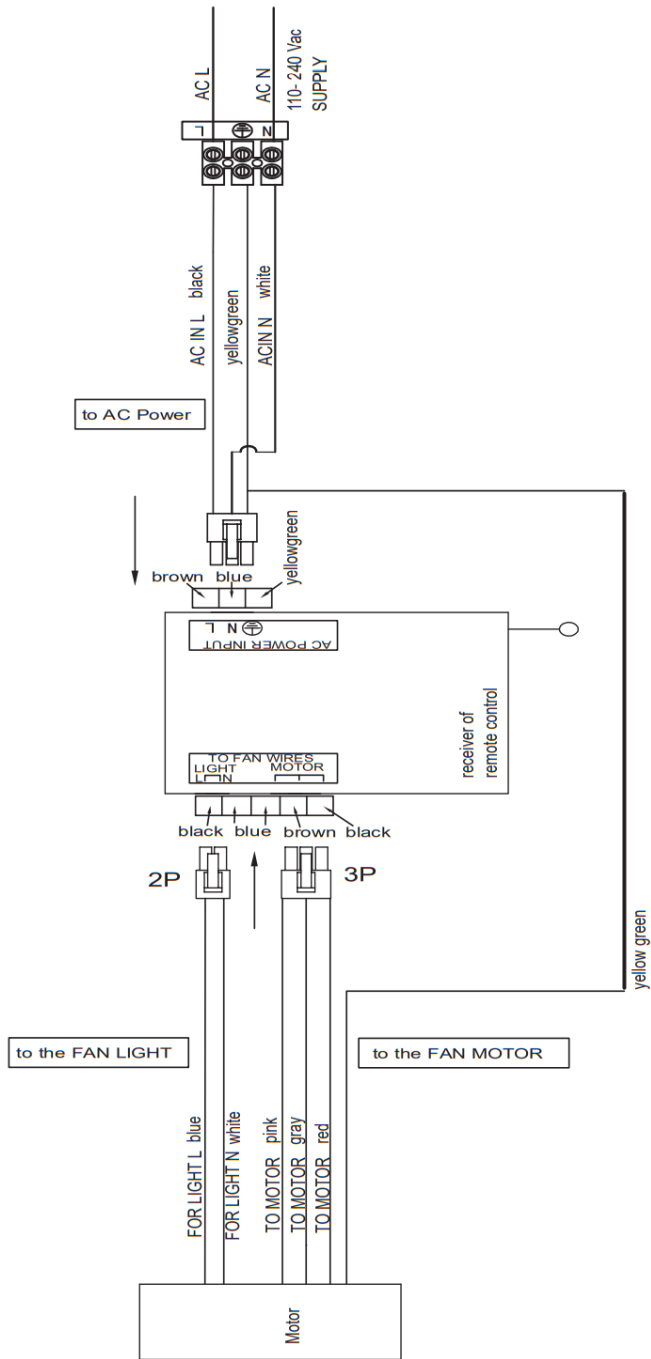 AC L
AC N
110- 240 Vac
SUPPLY
L
N
AC IN L black
yellowgreen
ACIN N white
to AC Power
brown
blue
yellowgreen
L N
AC POWER INPUT
receiver of
remote control
TO FAN WIRES
LIGHT
MOTOR
L N
black
blue
brown
black
2P
3P
yellow green
to the FAN LIGHT
to the FAN MOTOR
FOR LIGHT L blue
FOR LIGHT N white
TO MOTOR pink
TO MOTOR gray
TO MOTOR red
Motor